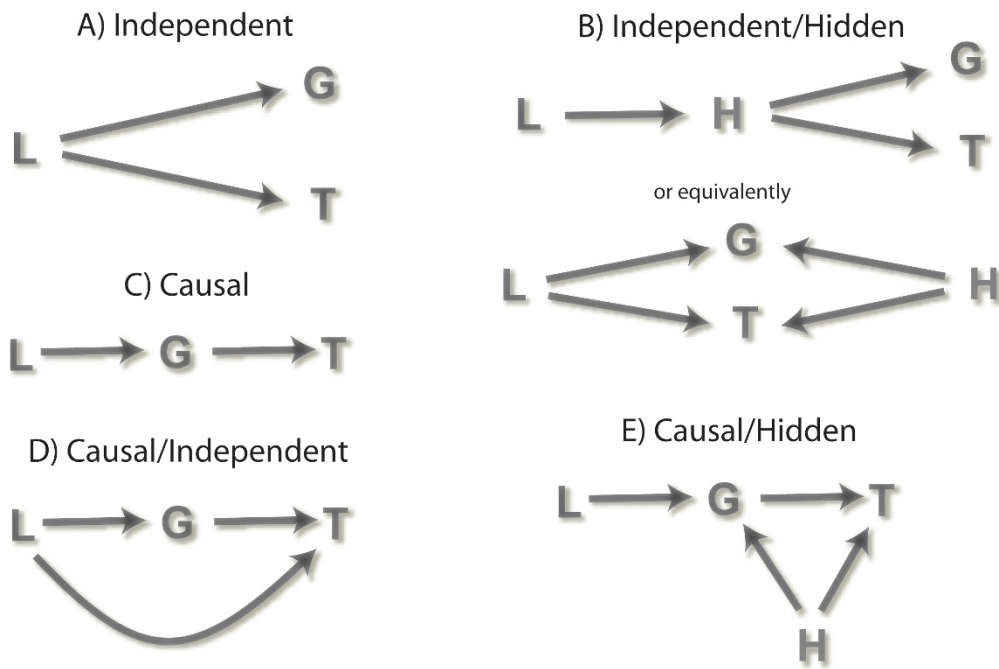 A) Independent
L
G
T
B) Independent/Hidden
L H
G
T
or equivalently
L
G
T
H
C) Causal
L G T
D) Causal/Independent
L G T
E) Causal/Hidden
L G T
H